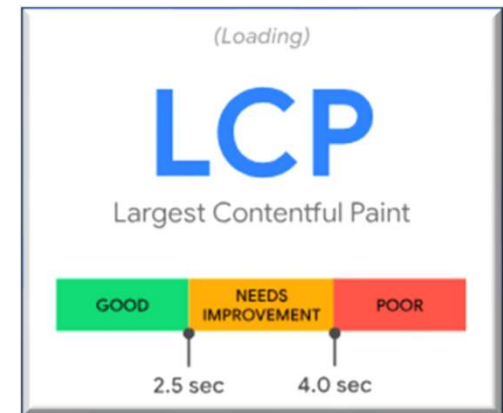 (Loading)
LCP
Largest Contentful Paint
GOOD
NEEDS
IMPROVEMENT
POOR
2.5 sec
4.0 sec